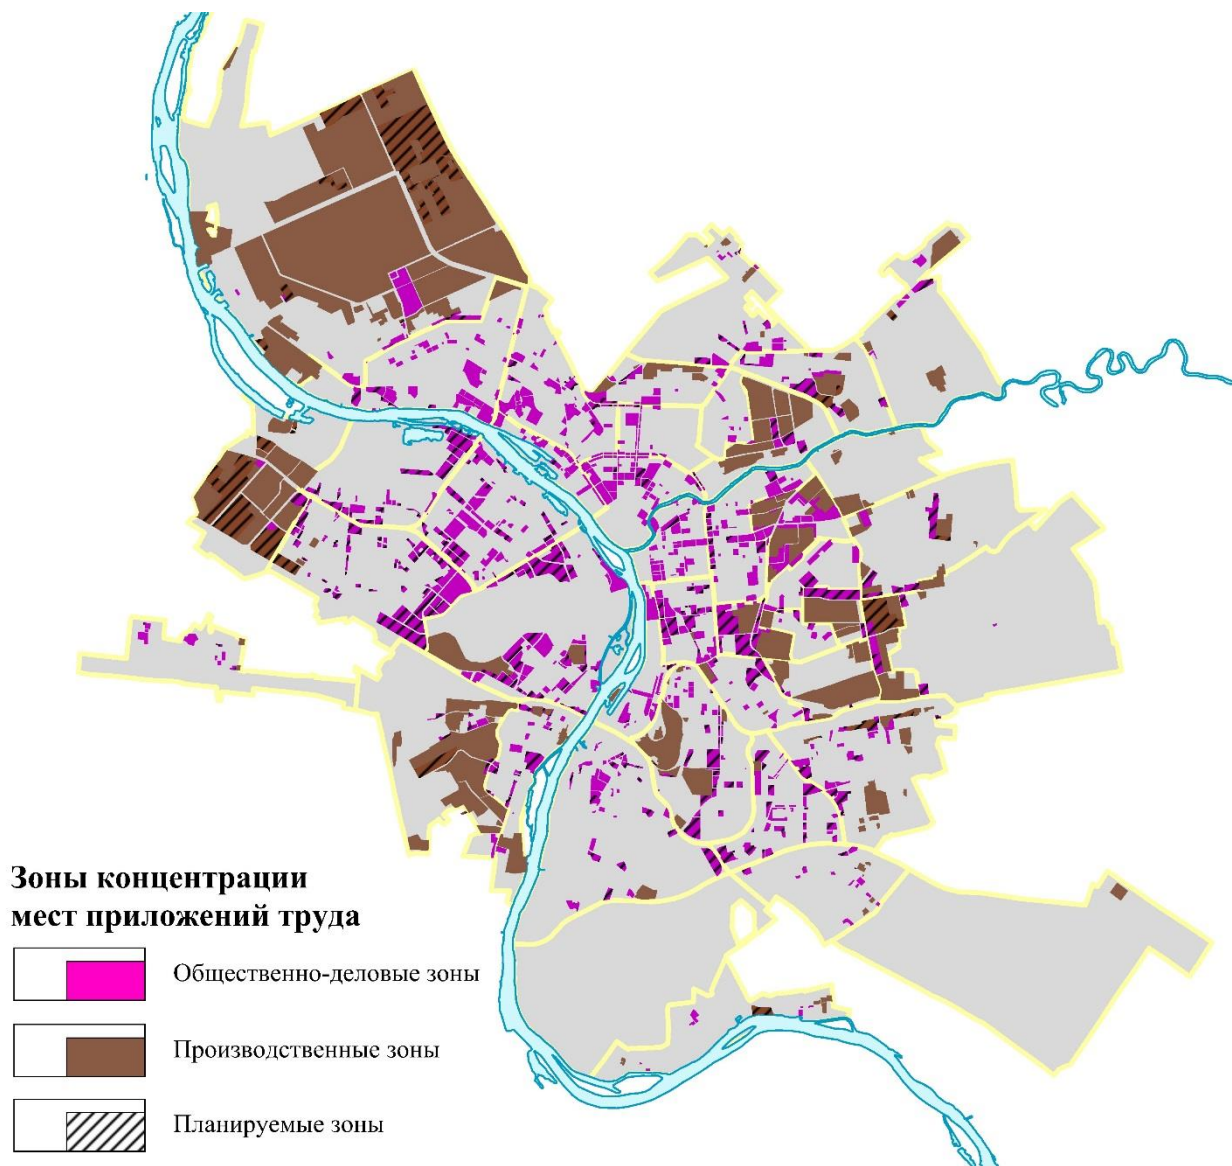 Зоны концентрации
мест приложений труда
Общественно-деловые зоны
Производственные зоны
Планируемые зоны